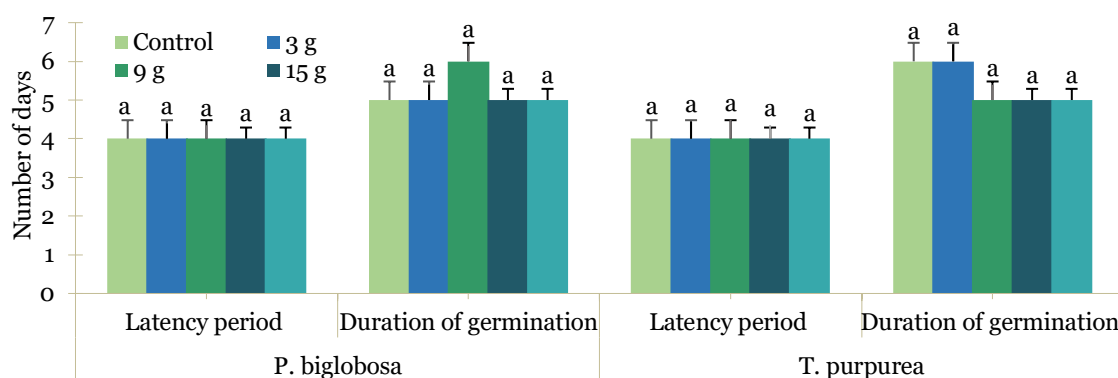 Number of days
7
6
5
4
3
2
1
0
Control
3 g
9 g
15 g
a a a a a
a a a a a
a a a a a
a a a a a
Latency period Duration of germination Latency period Duration of germination
P. biglobosa T. purpurea